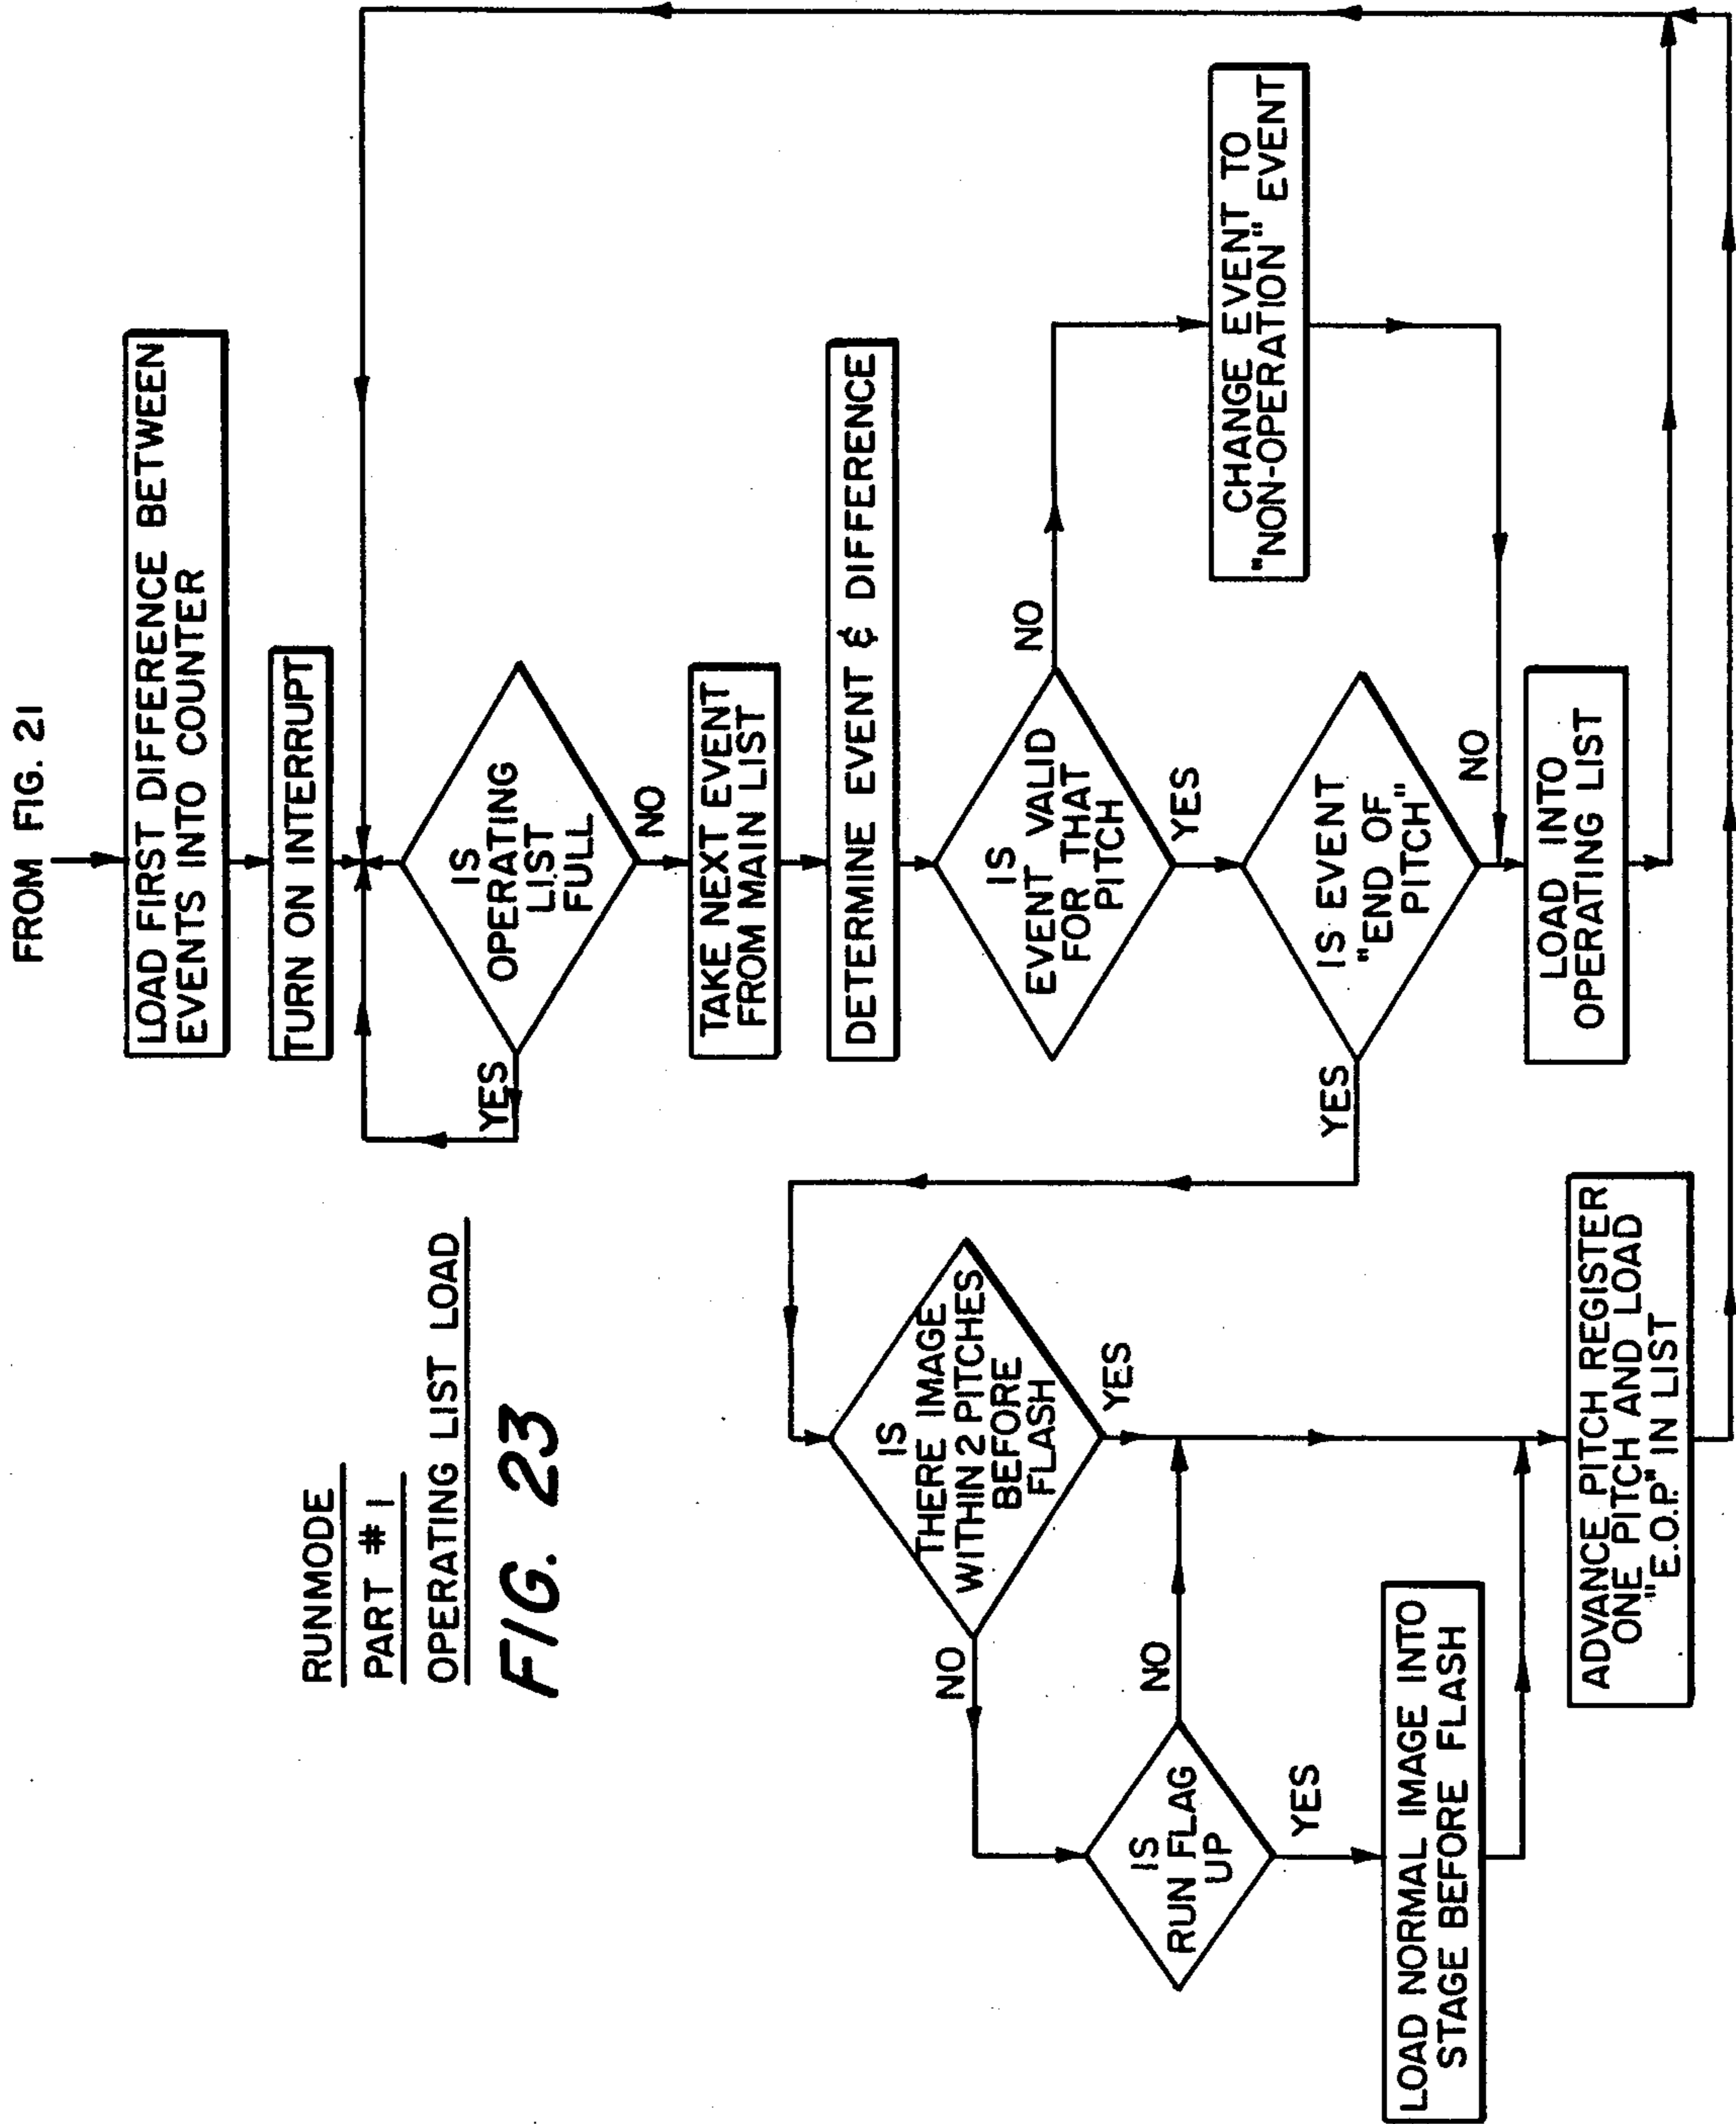 FROM FIG. 21
LOAD FIRST DIFFERENCE BETWEEN
EVENTS INTO COUNTER
TURN ON INTERRUPT
IS
OPERATING
LIST
FULL
YES
NO
TAKE NEXT EVENT
FROM MAIN LIST
DETERMINE EVENT & DIFFERENCE
IS
EVENT VALID
FOR THAT
PITCH
NO
YES
CHANGE EVENT TO
"NON-OPERATION" EVENT
IS EVENT
"END OF
PITCH"
YES
NO
LOAD INTO
OPERATING LIST
RUNMODE
PART # 1
OPERATING LIST LOAD
FIG. 23
IS
THERE IMAGE
WITHIN 2 PITCHES
BEFORE
FLASH
NO
YES
IS
RUN FLAG
UP
NO
YES
LOAD NORMAL IMAGE INTO
STAGE BEFORE FLASH
ADVANCE PITCH REGISTER
ONE PITCH AND LOAD
"E.O.P." IN LIST